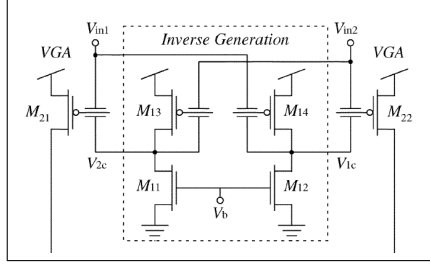 Vin1
Vin2
Inverse Generation
VGA
VGA
M21
M13
M14
M22
V2c
V1c
M11
M12
Vb